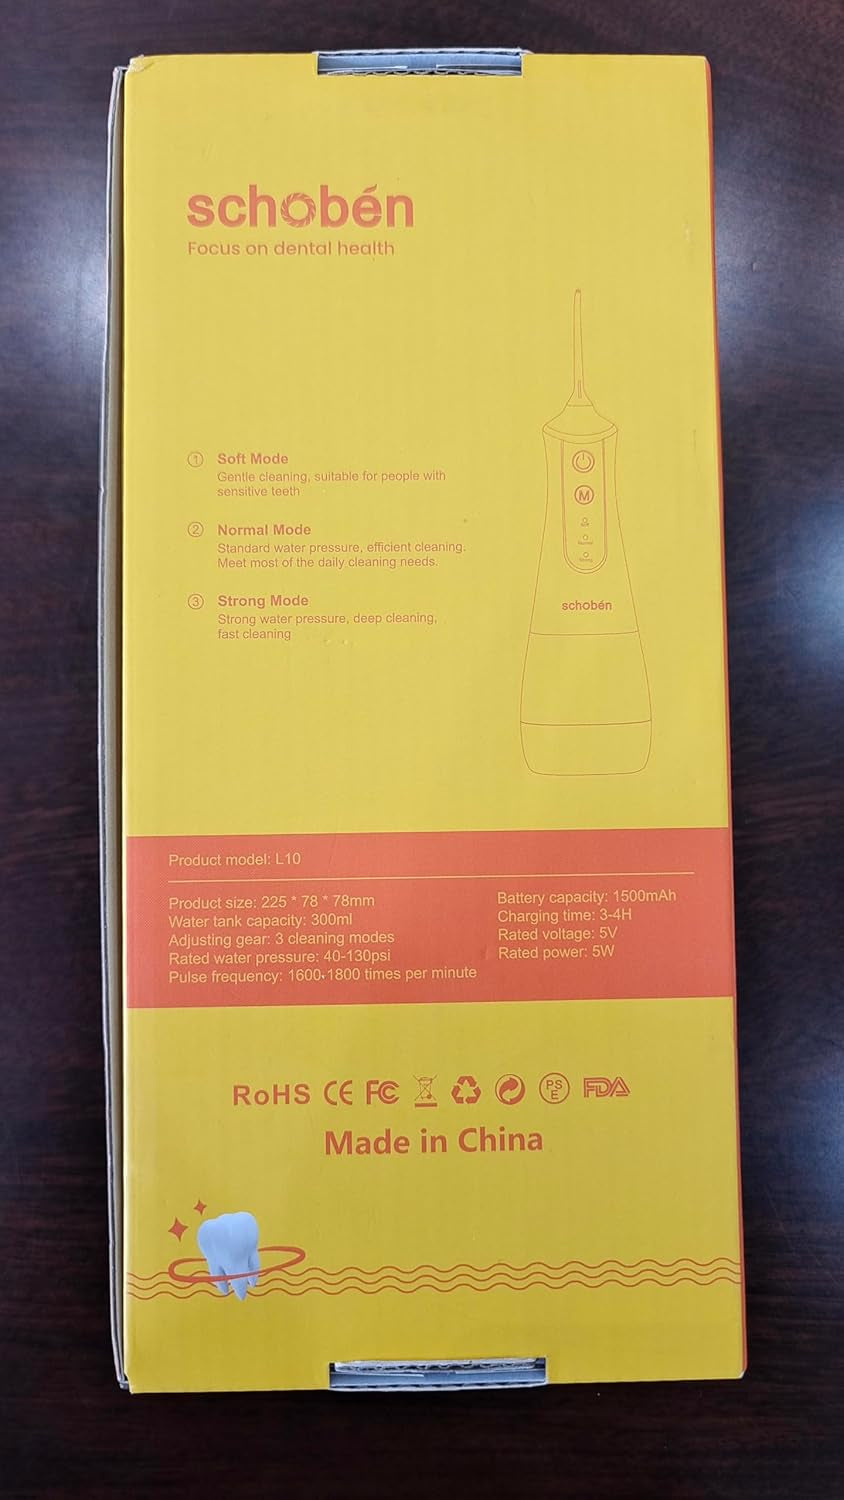 schobén
Focus on dental health
1 Soft Mode
Gentle cleaning, suitable for people with
sensitive teeth
2 Normal Mode
Standard water pressure, efficient cleaning.
Meet most of the daily cleaning needs.
3 Strong Mode
Strong water pressure, deep cleaning,
fast cleaning
M
Soft
Normal
Strong
schobén
Product model: L10
Product size: 225 * 78 * 78mm
Water tank capacity: 300ml
Adjusting gear: 3 cleaning modes
Rated water pressure: 40-130psi
Pulse frequency: 1600-1800 times per minute
Battery capacity: 1500mAh
Charging time: 3-4H
Rated voltage: 5V
Rated power: 5W
RoHS CE FC PS E FDA
Made in China